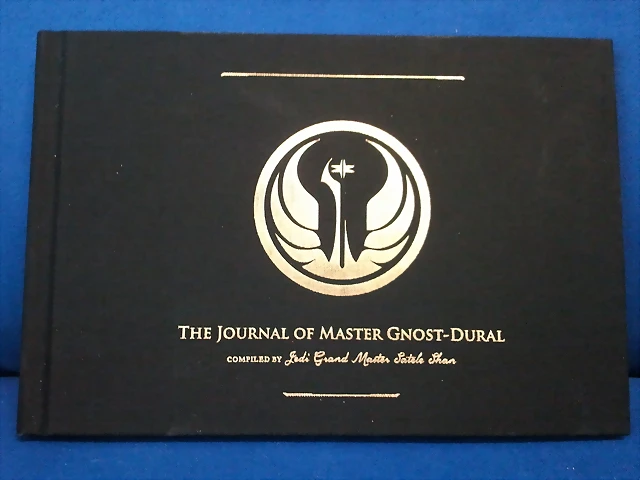 The Journal of Master Gnost-Dural
compiled by Jedi Grand Master Satele Shan